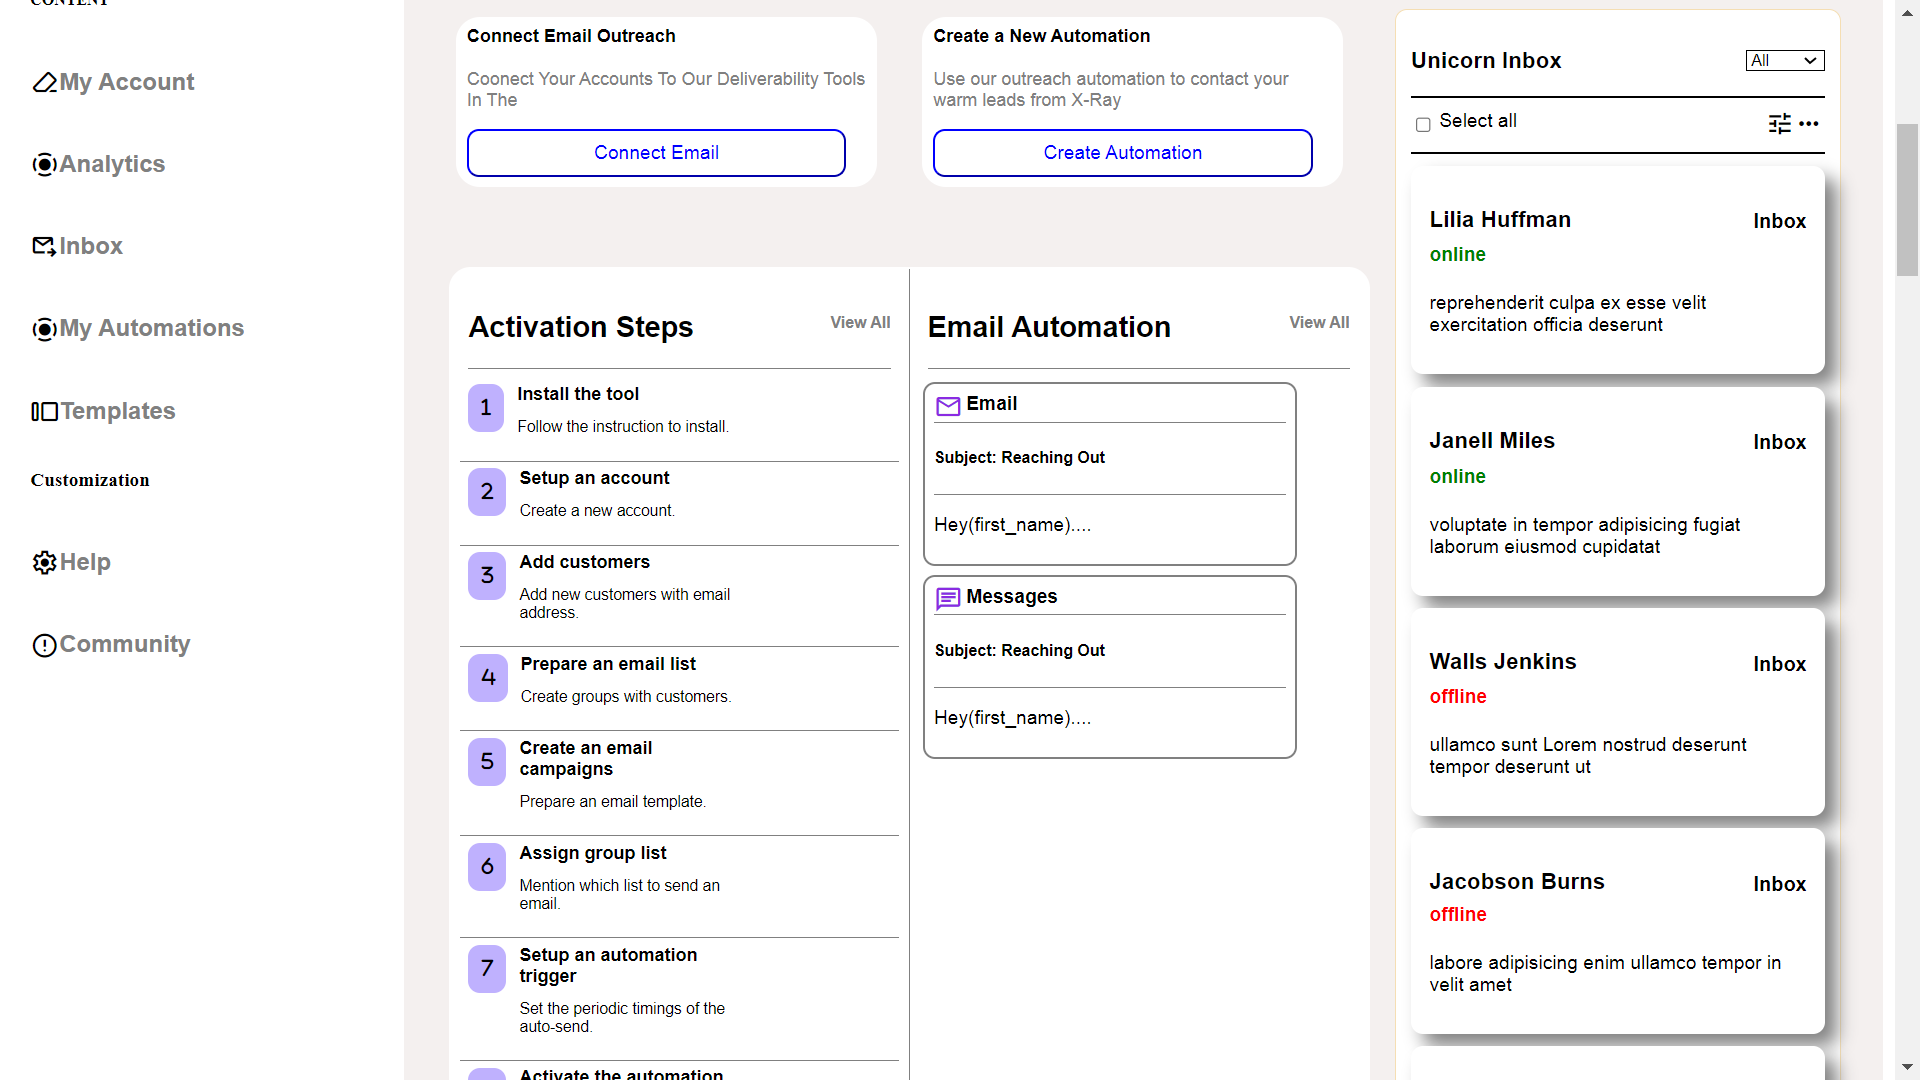 CONTENT
My Account
Analytics
Inbox
My Automations
Templates
Customization
Help
Community
Connect Email Outreach
Coonect Your Accounts To Our Deliverability Tools
In The
Connect Email
Create a New Automation
Use our outreach automation to contact your
warm leads from X-Ray
Create Automation
Activation Steps
View All
1
Install the tool
Follow the instruction to install.
2
Setup an account
Create a new account.
3
Add customers
Add new customers with email
address.
4
Prepare an email list
Create groups with customers.
5
Create an email
campaigns
Prepare an email template.
6
Assign group list
Mention which list to send an
email.
7
Setup an automation
trigger
Set the periodic timings of the
auto-send.
Activate the automation
Email Automation
View All
Email
Subject: Reaching Out
Hey(first_name)....
Messages
Subject: Reaching Out
Hey(first_name)....
Unicorn Inbox
All
Select all
Lilia Huffman
Inbox
online
reprehenderit culpa ex esse velit
exercitation officia deserunt
Janell Miles
Inbox
online
voluptate in tempor adipisicing fugiat
laborum eiusmod cupidatat
Walls Jenkins
Inbox
offline
ullamco sunt Lorem nostrud deserunt
tempor deserunt ut
Jacobson Burns
Inbox
offline
labore adipisicing enim ullamco tempor in
velit amet